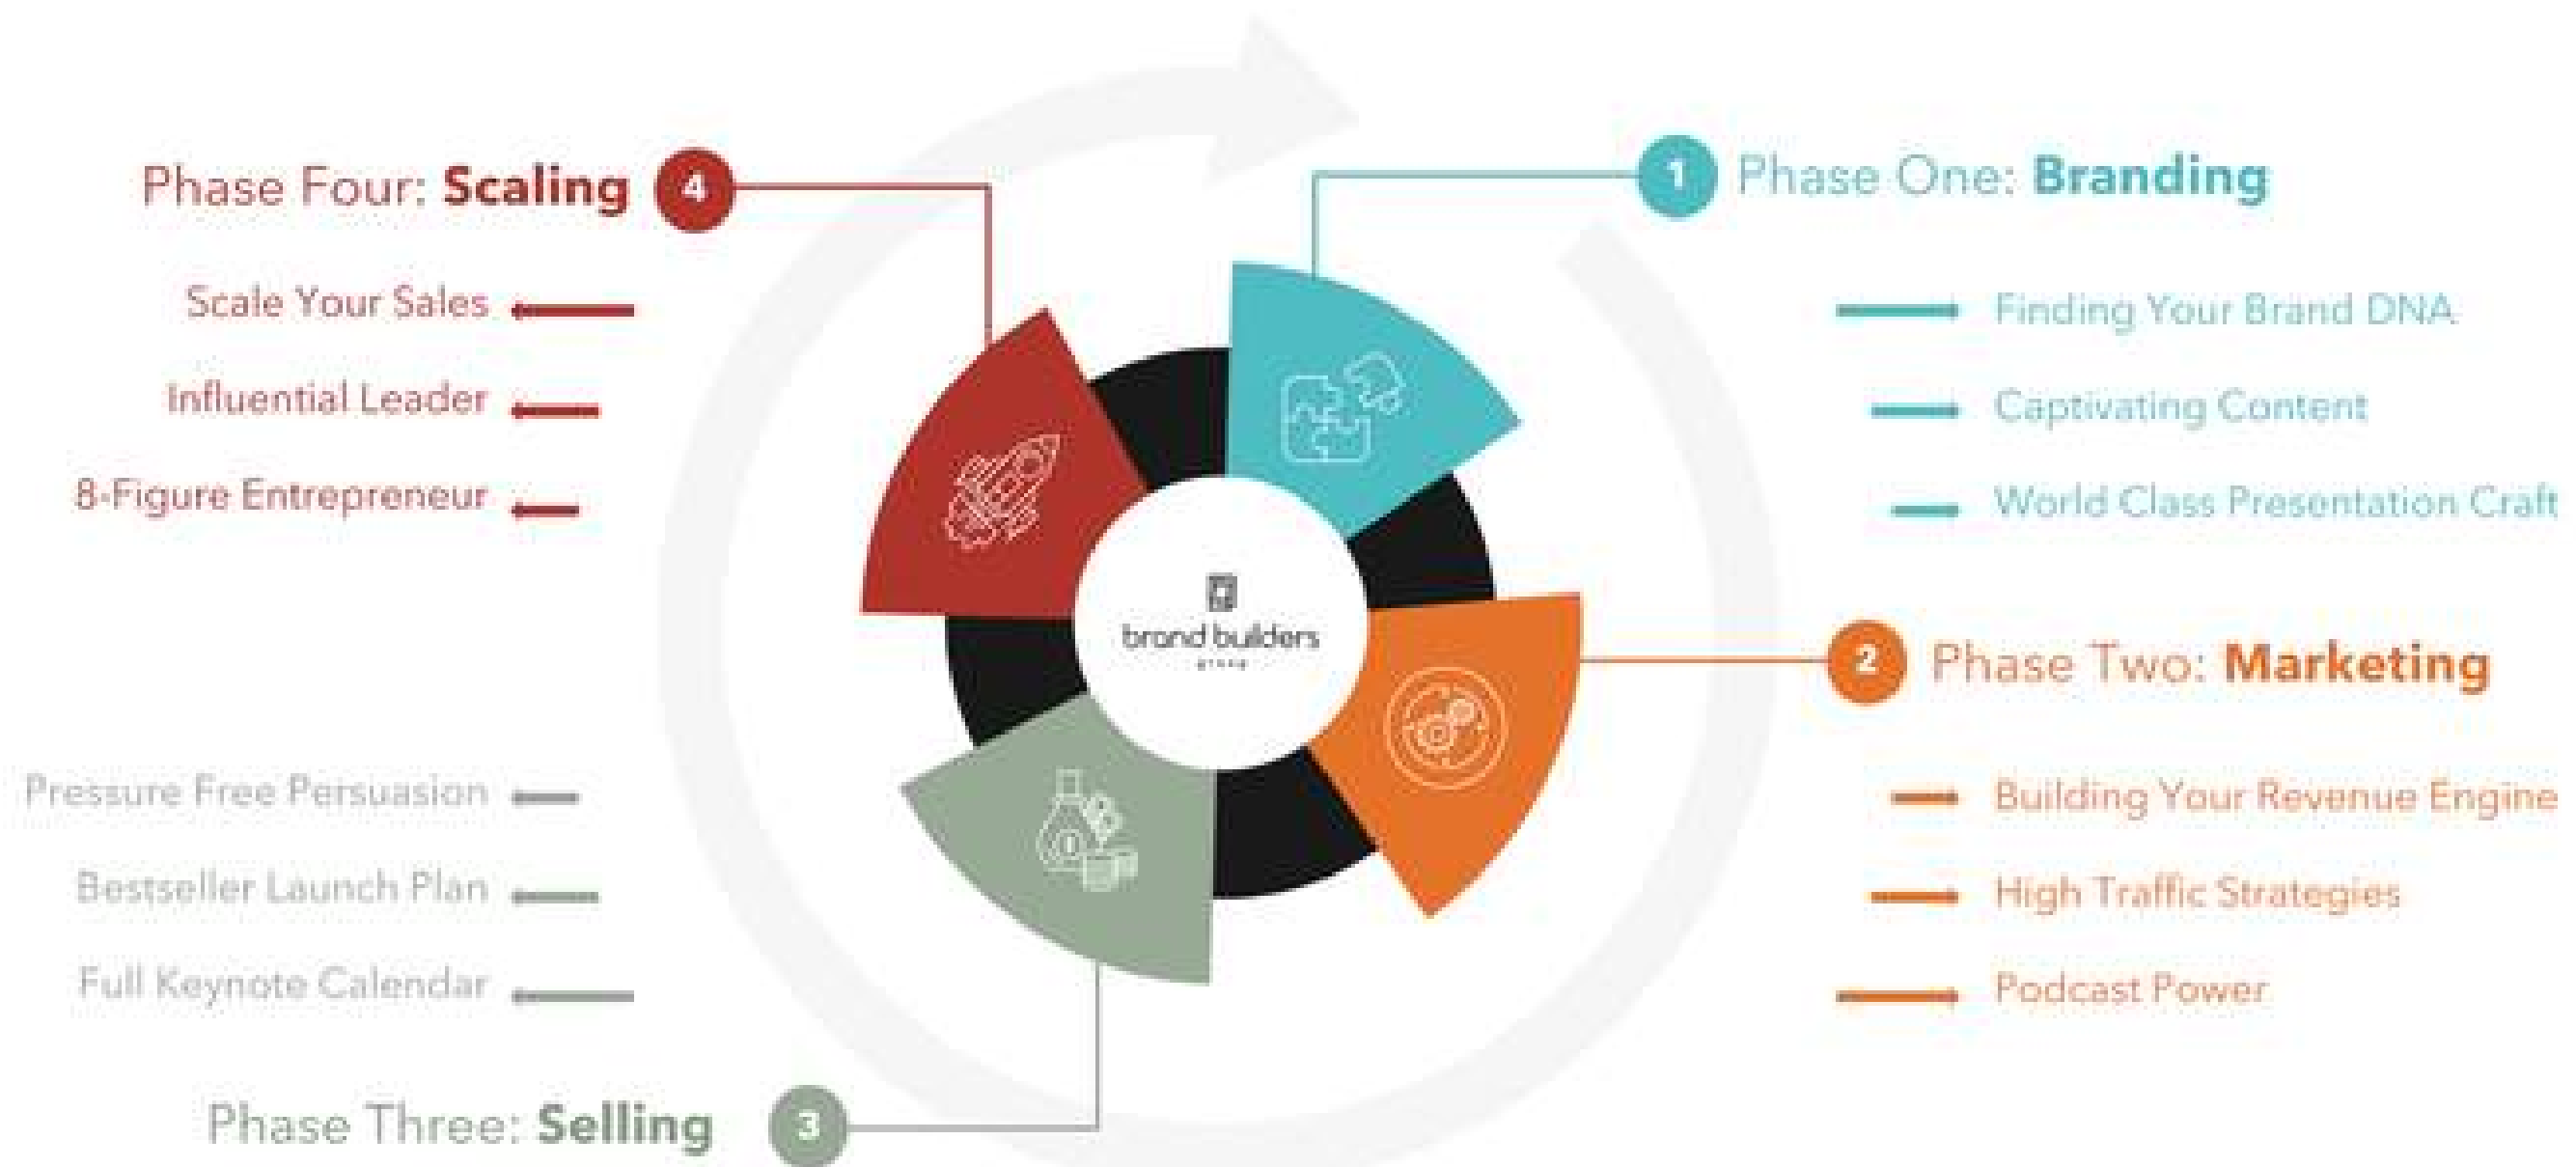 Phase Four: Scaling
4
Scale Your Sales
Influential Leader
8-Figure Entrepreneur
1
Phase One: Branding
Finding Your Brand DNA
Captivating Content
World Class Presentation Craft
brand builders
group
2
Phase Two: Marketing
Building Your Revenue Engine
High Traffic Strategies
Podcast Power
Pressure Free Persuasion
Bestseller Launch Plan
Full Keynote Calendar
Phase Three: Selling
3